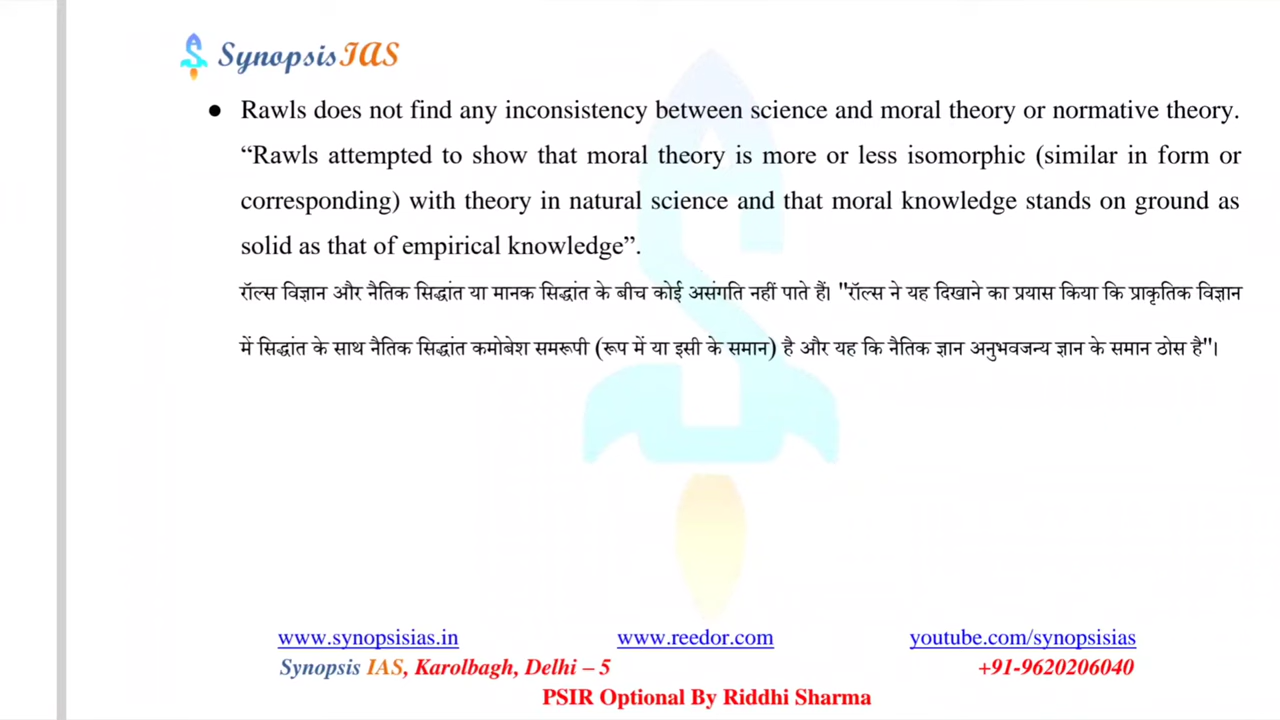 Synopsis IAS
● Rawls does not find any inconsistency between science and moral theory or normative theory.
“Rawls attempted to show that moral theory is more or less isomorphic (similar in form or
corresponding) with theory in natural science and that moral knowledge stands on ground as
solid as that of empirical knowledge”.
रॉल्स विज्ञान और नैतिक सिद्धांत या मानक सिद्धांत के बीच कोई असंगति नहीं पाते हैं। "रॉल्स ने यह दिखाने का प्रयास किया कि प्राकृतिक विज्ञान
में सिद्धांत के साथ नैतिक सिद्धांत कमोबेश समरूपी (रूप में या इसी के समान) है और यह कि नैतिक ज्ञान अनुभवजन्य ज्ञान के समान ठोस है"।
www.synopsisias.in www.reedor.com youtube.com/synopsisias
Synopsis IAS, Karolbagh, Delhi – 5 +91-9620206040
PSIR Optional By Riddhi Sharma